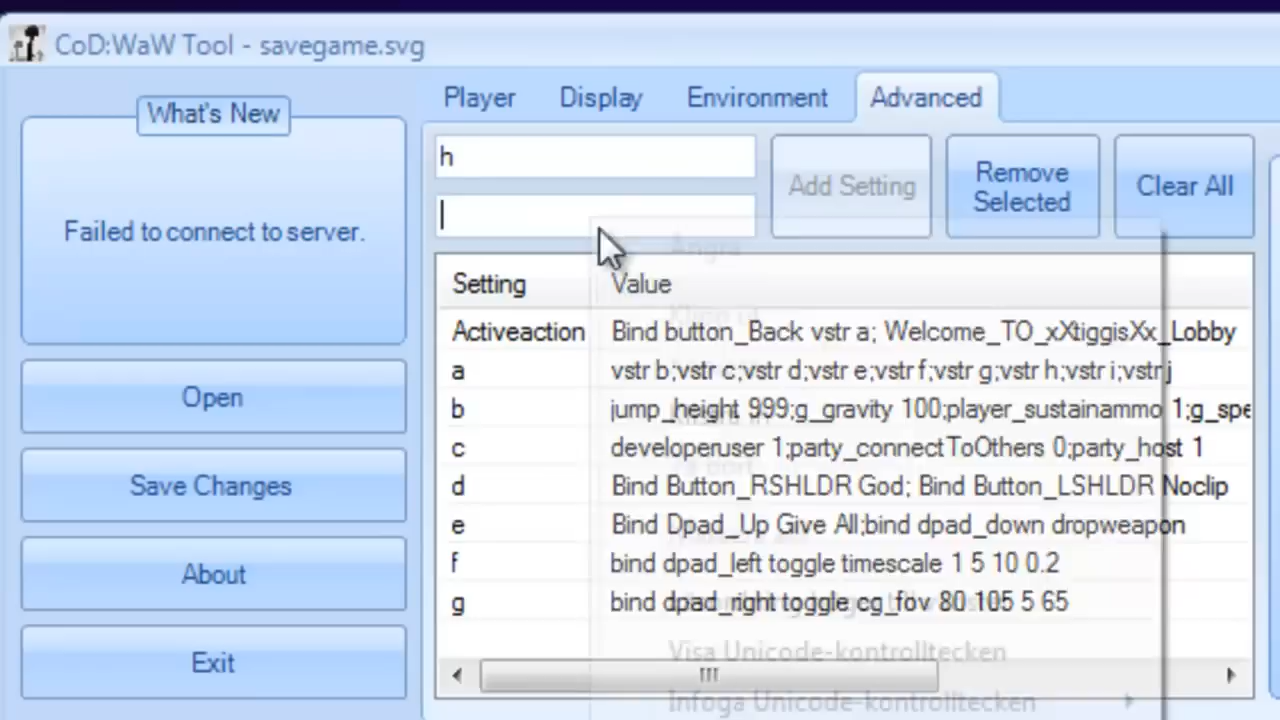 CoD:WaW Tool - savegame.svg
What's New
Failed to connect to server.
Open
Save Changes
About
Exit
Player Display Environment Advanced
h
Add Setting
Remove
Selected
Clear All
Ångra
Klipp ut
Setting Value
Activeaction Bind button_Back vstr a; Welcome_TO_xXtiggisXx_Lobby
a vstr b;vstr c;vstr d;vstr e;vstr f;vstr g;vstr h;vstr i;vstr j
b jump_height 999;g_gravity 100;player_sustainammo 1;g_spe
c developeruser 1;party_connectToOthers 0;party_host 1
d Bind Button_RSHLDR God; Bind Button_LSHLDR Noclip
e Bind Dpad_Up Give All;bind dpad_down dropweapon
f bind dpad_left toggle timescale 1 5 10 0.2
g bind dpad_right toggle cg_fov 80 105 5 65
Visa Unicode-kontrolltecken
Infoga Unicode-kontrolltecken